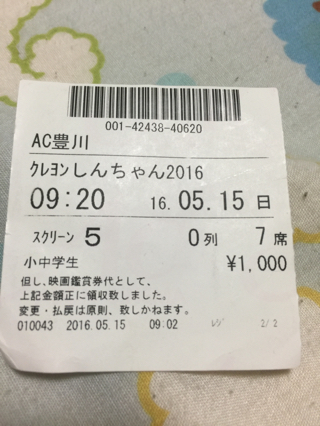 001-42438-40620
AC豊川
ｸﾚﾖﾝしんちゃん2016
09:20 16. 05. 15 日
ｽｸﾘｰﾝ 5 O列 7席
小中学生 ¥1,000
但し、映画鑑賞券代として、
上記金額正に領収致しました。
変更・払戻は原則、致しかねます。
010043 2016.05.15 09:02 2/2